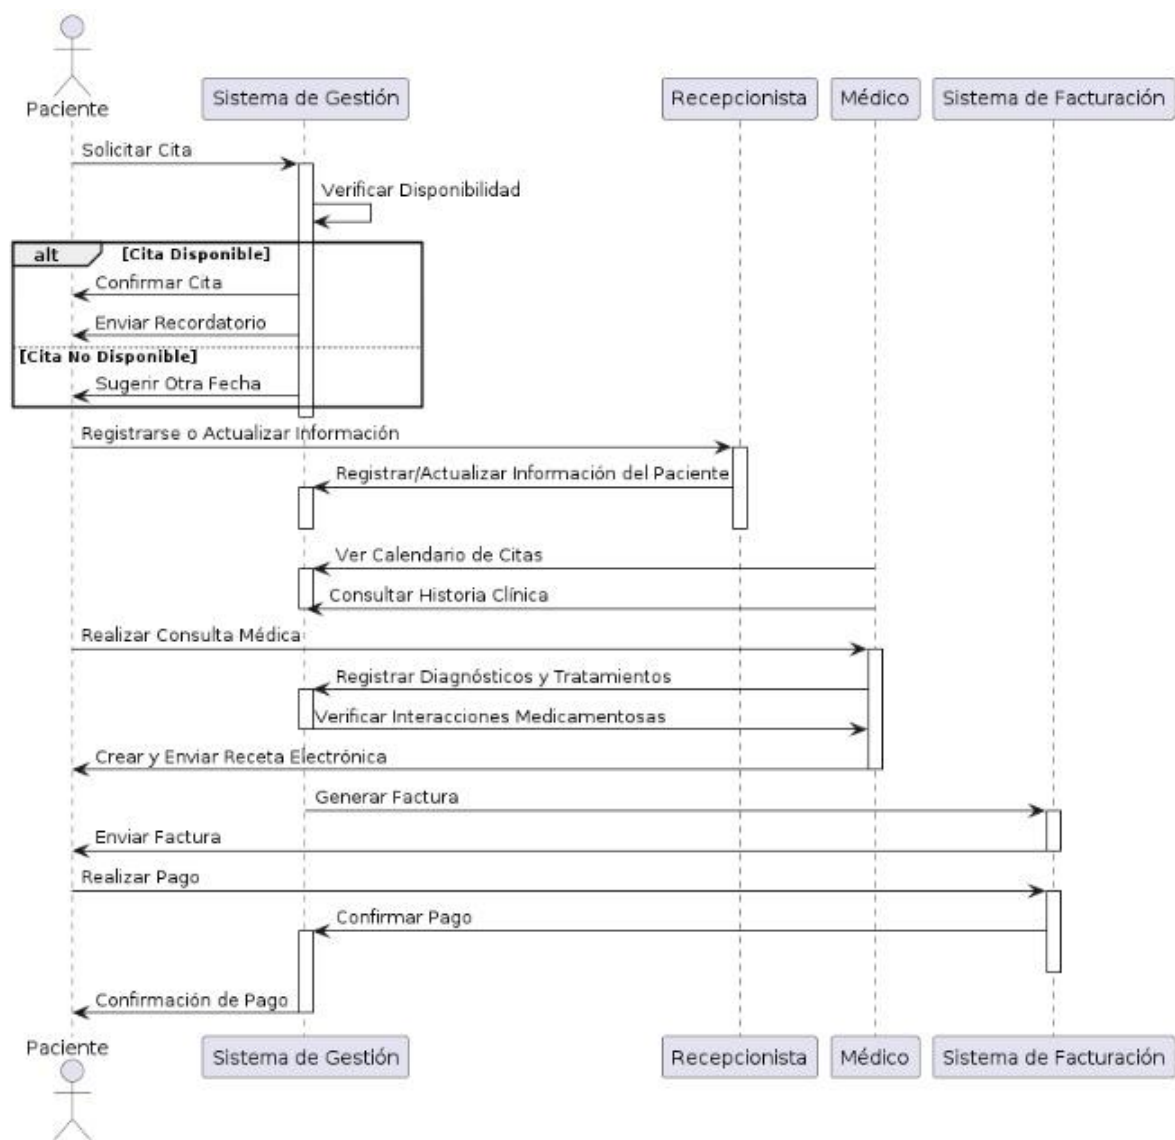 Paciente
Sistema de Gestión
Recepcionista
Médico
Sistema de Facturación
Solicitar Cita
Verificar Disponibilidad
alt
[Cita Disponible]
Confirmar Cita
Enviar Recordatorio
[Cita No Disponible]
Sugerir Otra Fecha
Registrarse o Actualizar Información
Registrar/Actualizar Información del Paciente
Ver Calendario de Citas
Consultar Historia Clínica
Realizar Consulta Médica
Registrar Diagnósticos y Tratamientos
Verificar Interacciones Medicamentosas
Crear y Enviar Receta Electrónica
Generar Factura
Enviar Factura
Realizar Pago
Confirmar Pago
Confirmación de Pago
Paciente
Sistema de Gestión
Recepcionista
Médico
Sistema de Facturación